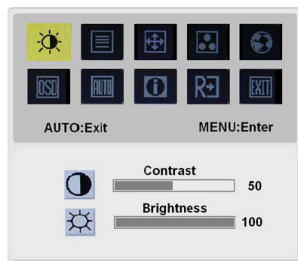 OSD AUTO R EXIT
AUTO:Exit MENU:Enter
Contrast
50
Brightness
100